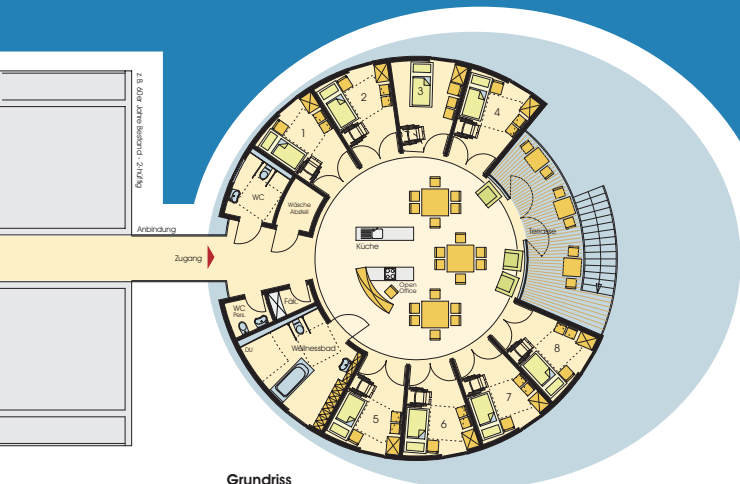 z.B. 60er Jahre Bestand - 2-hüftig
Anbindung
Zugang
1
2
3
4
WC
Wäsche
Abstell
Küche
Open
Office
Terrasse
WC
Pers.
Fäk.
DU
Wellnessbad
5
6
7
8
Grundriss